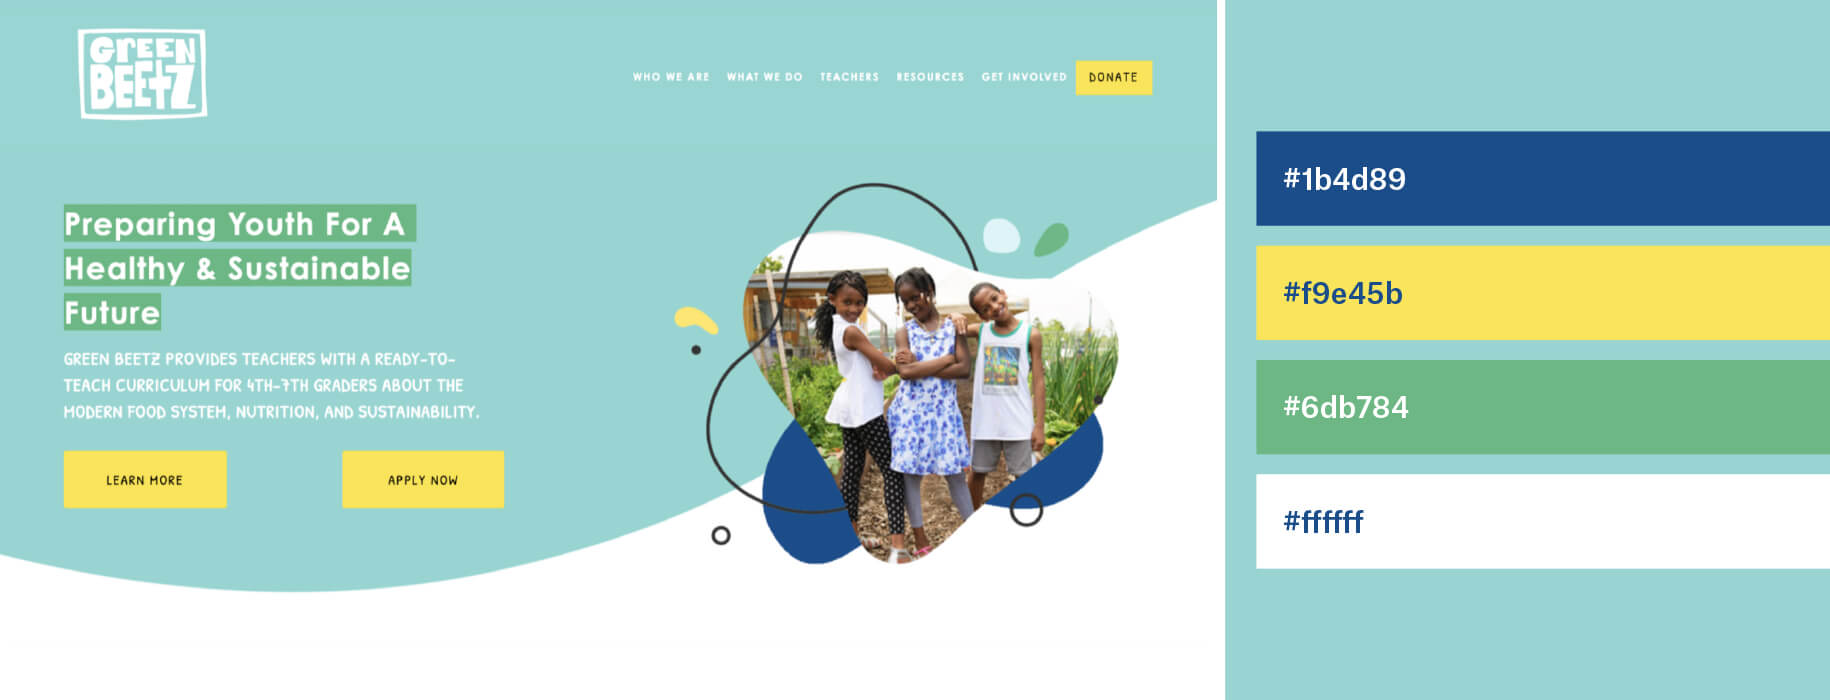 GREEN
BEETZ
WHO WE ARE WHAT WE DO TEACHERS RESOURCES GET INVOLVED DONATE
Preparing Youth For A
Healthy & Sustainable
Future
GREEN BEETZ PROVIDES TEACHERS WITH A READY-TO-
TEACH CURRICULUM FOR 4TH-7TH GRADERS ABOUT THE
MODERN FOOD SYSTEM, NUTRITION, AND SUSTAINABILITY.
LEARN MORE APPLY NOW
#1b4d89
#f9e45b
#6db784
#ffffff